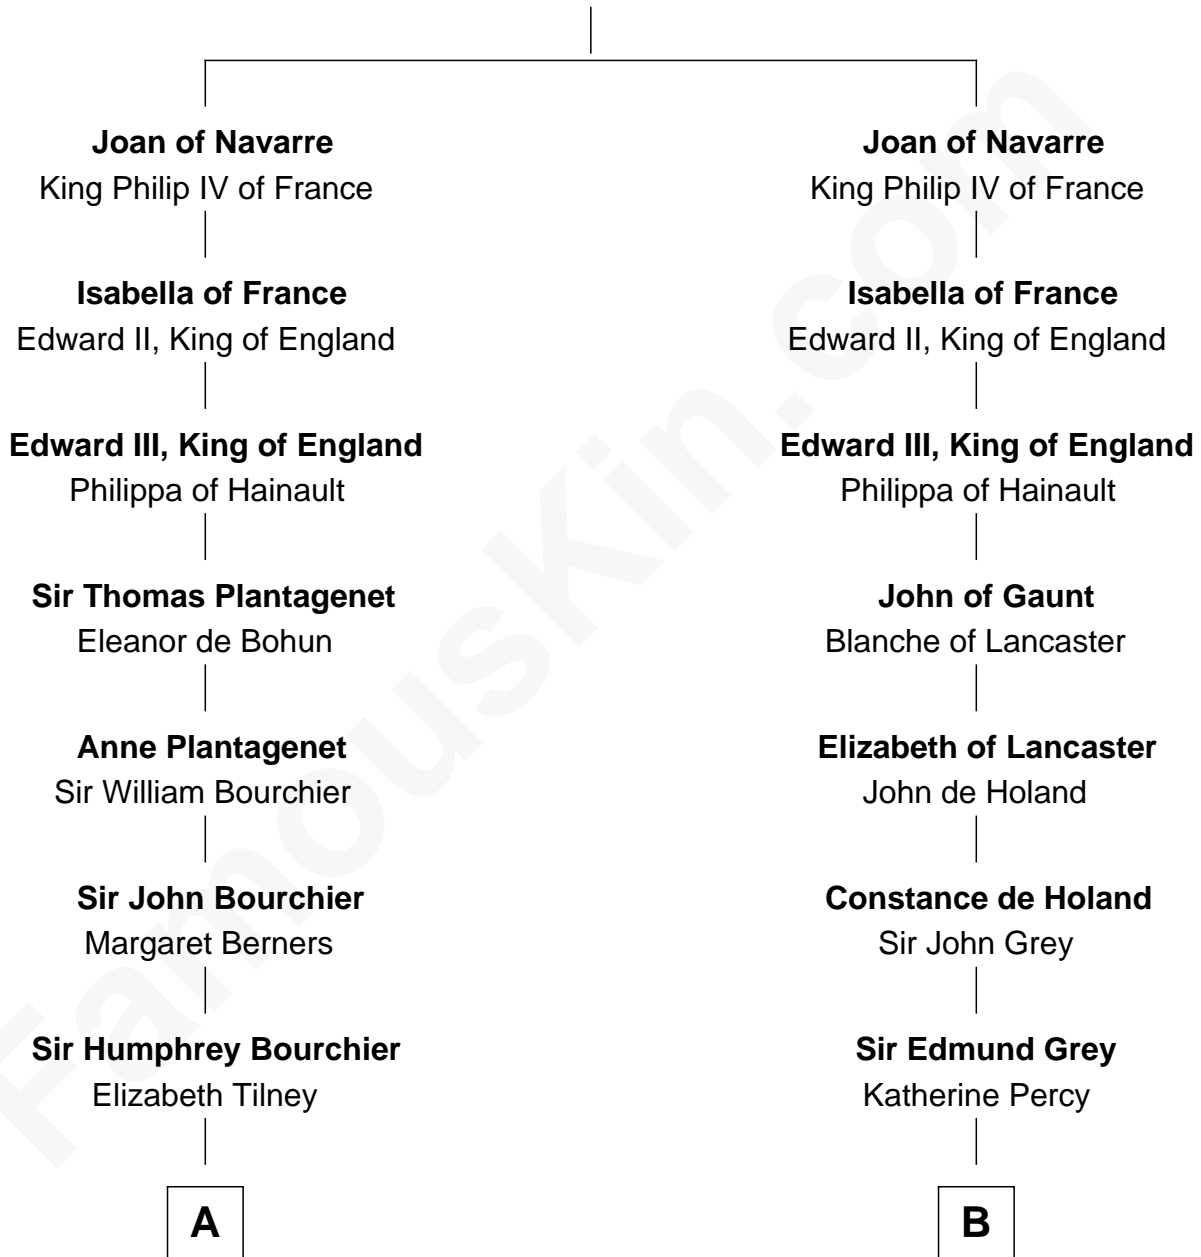 Joan of Navarre
King Philip IV of France
Isabella of France
Edward II, King of England
Edward III, King of England
Philippa of Hainault
Sir Thomas Plantagenet
Eleanor de Bohun
Anne Plantagenet
Sir William Bourchier
Sir John Bourchier
Margaret Berners
Sir Humphrey Bourchier
Elizabeth Tilney
A
Joan of Navarre
King Philip IV of France
Isabella of France
Edward II, King of England
Edward III, King of England
Philippa of Hainault
John of Gaunt
Blanche of Lancaster
Elizabeth of Lancaster
John de Holand
Constance de Holand
Sir John Grey
Sir Edmund Grey
Katherine Percy
B
FamousKin.com